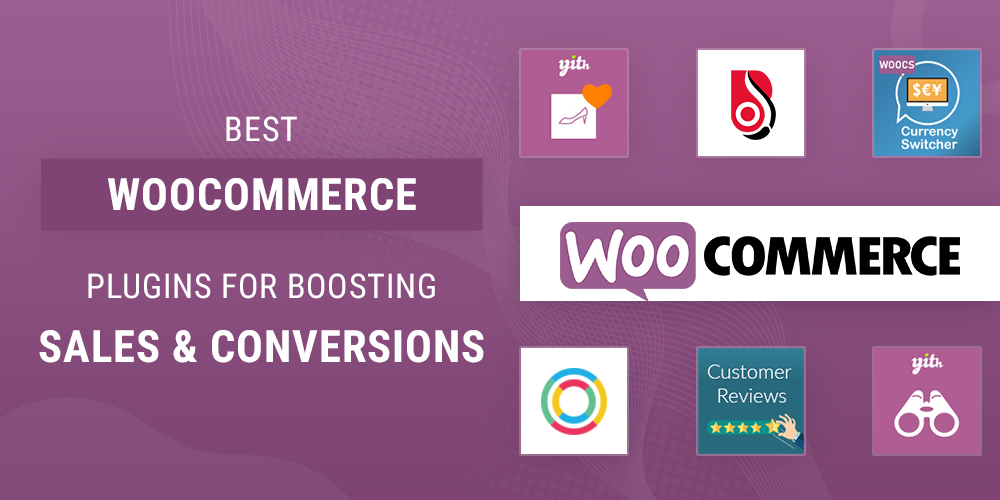 BEST
WOOCOMMERCE
PLUGINS FOR BOOSTING
SALES & CONVERSIONS
yith
WOOCS
$€¥
Currency
Switcher
WOO COMMERCE
Customer
Reviews
yith